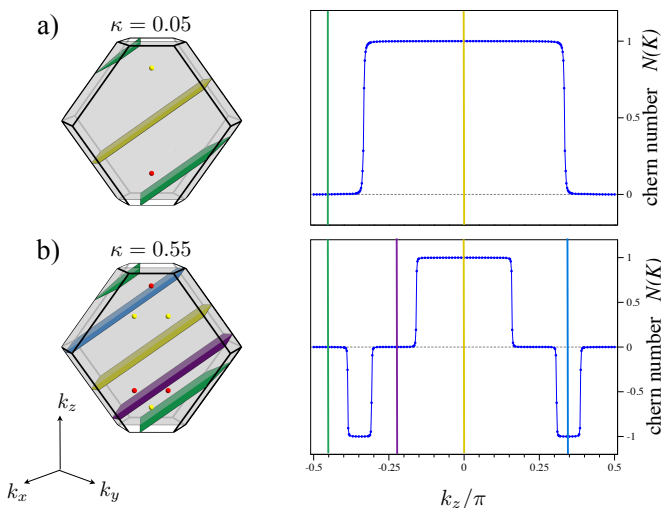 a)
κ = 0.05
1
0.5
0
chern number N(K)
b)
κ = 0.55
1
0.5
0
-0.5
-1
chern number N(K)
-0.5
-0.25
0
0.25
0.5
k_z/π
k_z
k_x
k_y